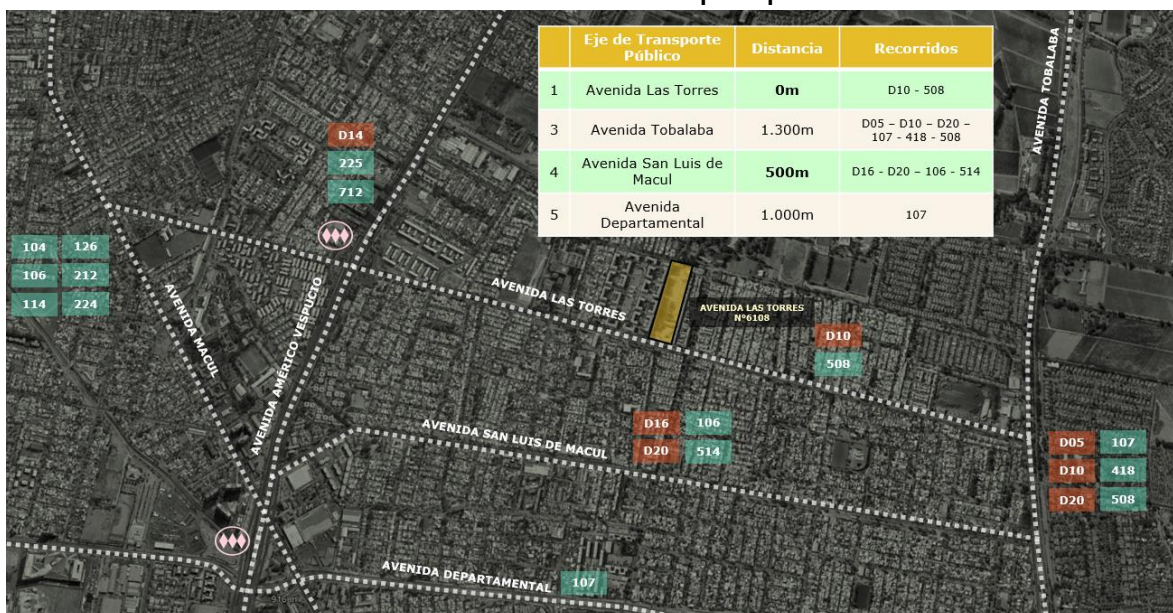 Eje de Transporte
Público
Distancia
Recorridos
1
Avenida Las Torres
0m
D10 - 508
3
Avenida Tobalaba
1.300m
D05 – D10 – D20 –
107 - 418 - 508
4
Avenida San Luis de
Macul
500m
D16 - D20 – 106 - 514
5
Avenida
Departamental
1.000m
107
AVENIDA TOBALABA
D14
225
712
104
126
106
212
114
224
AVENIDA MACUL
AVENIDA AMÉRICO VESPUCIO
AVENIDA LAS TORRES
AVENIDA LAS TORRES
N°6108
D10
508
AVENIDA SAN LUIS DE MACUL
D16
106
D20
514
D05
107
D10
418
D20
508
AVENIDA DEPARTAMENTAL
107